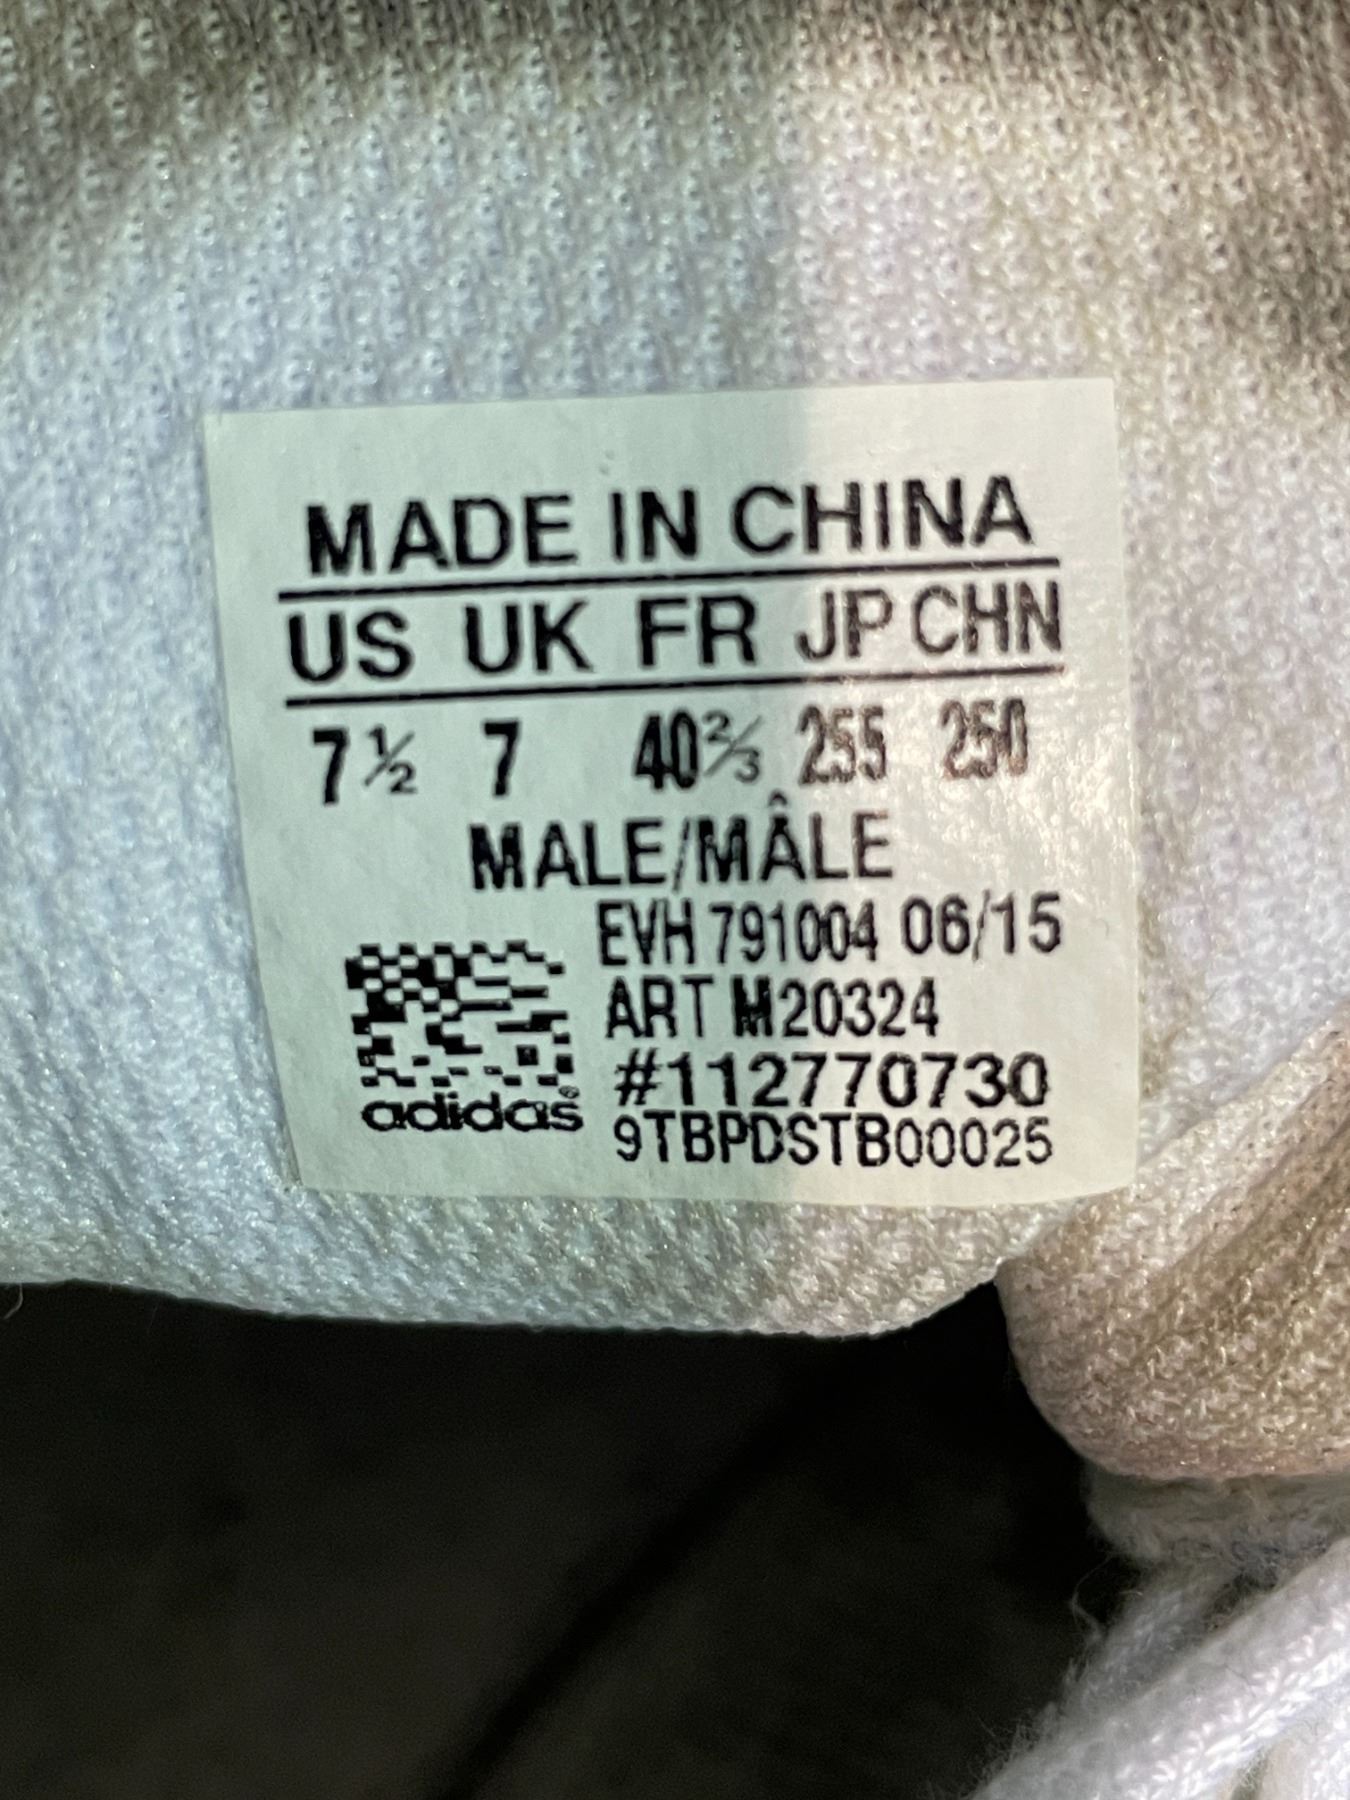 MADE IN CHINA
US UK FR JP CHN
7½ 7 40⅔ 255 250
MALE/MÂLE
EVH 791004 06/15
ART M20324
#112770730
adidas®
9TBPDSTB00025